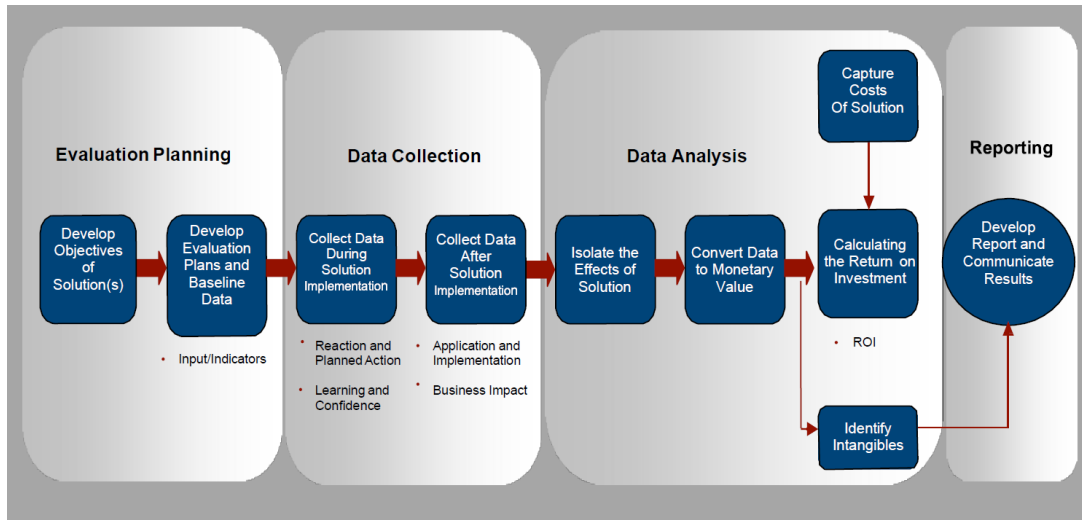 Evaluation Planning
Develop
Objectives
of
Solution(s)
Develop
Evaluation
Plans and
Baseline
Data
• Input/Indicators
Data Collection
Collect Data
During
Solution
Implementation
• Reaction and
Planned Action
• Learning and
Confidence
Collect Data
After
Solution
Implementation
• Application and
Implementation
• Business Impact
Data Analysis
Isolate the
Effects of
Solution
Convert Data
to Monetary
Value
Capture
Costs
Of Solution
Calculating
the Return on
Investment
• ROI
Identify
Intangibles
Reporting
Develop
Report and
Communicate
Results